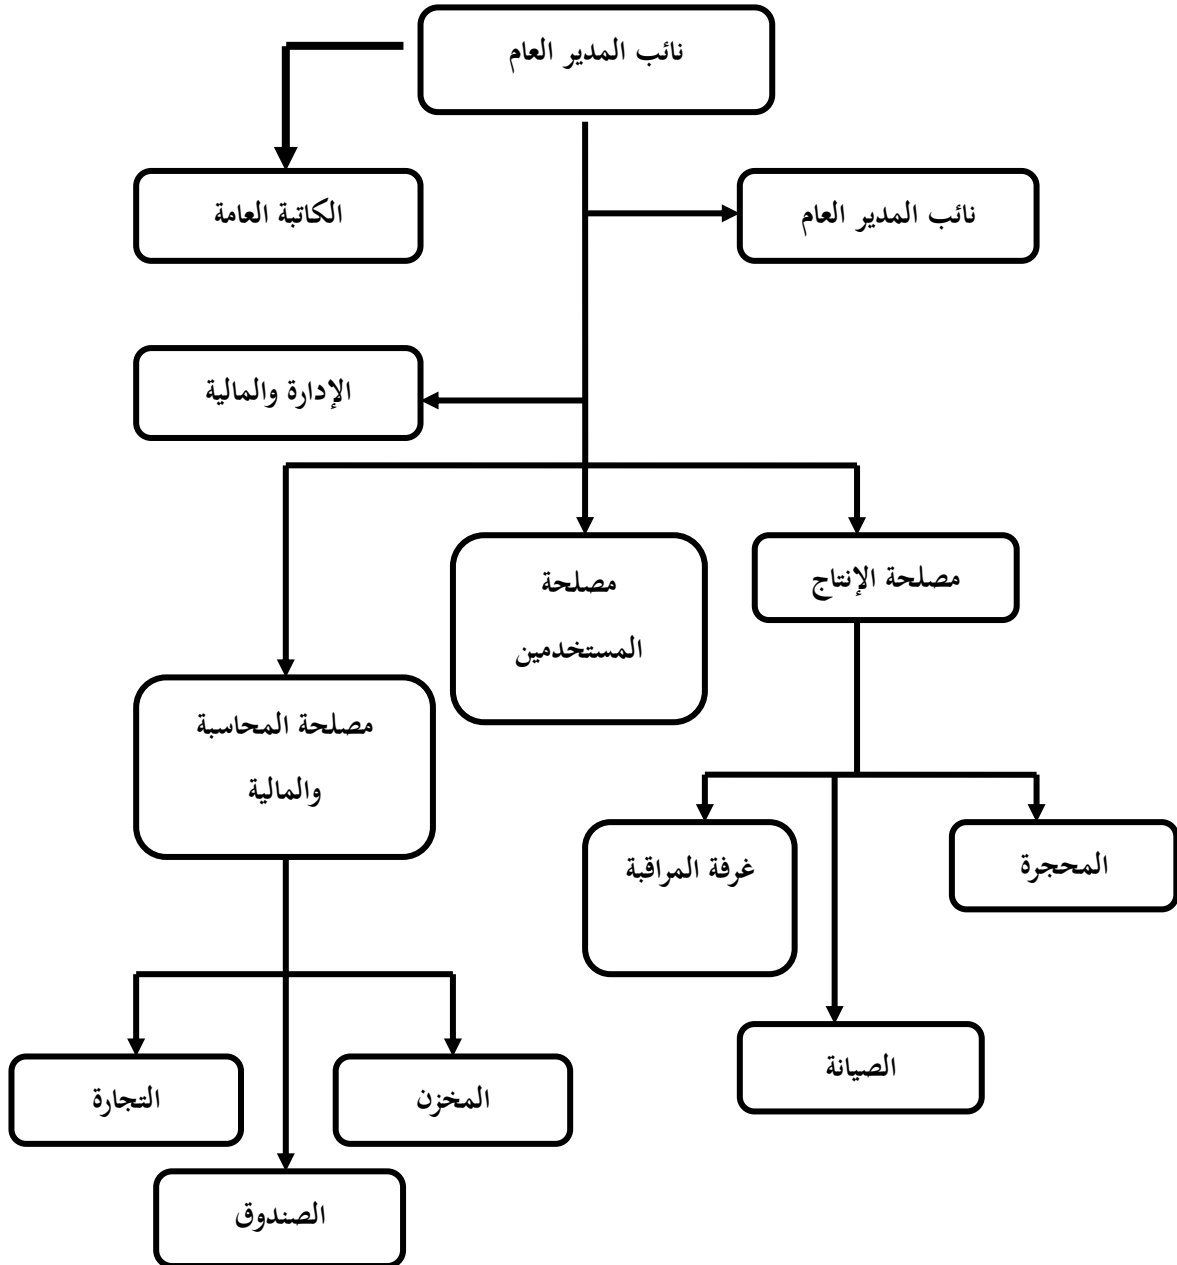 نائب المدير العام
نائب المدير العام
الكاتبة العامة
الإدارة والمالية
مصلحة الإنتاج
مصلحة
المستخدمين
مصلحة المحاسبة
والمالية
المحجرة
غرفة المراقبة
الصيانة
المخزن
التجارة
الصندوق